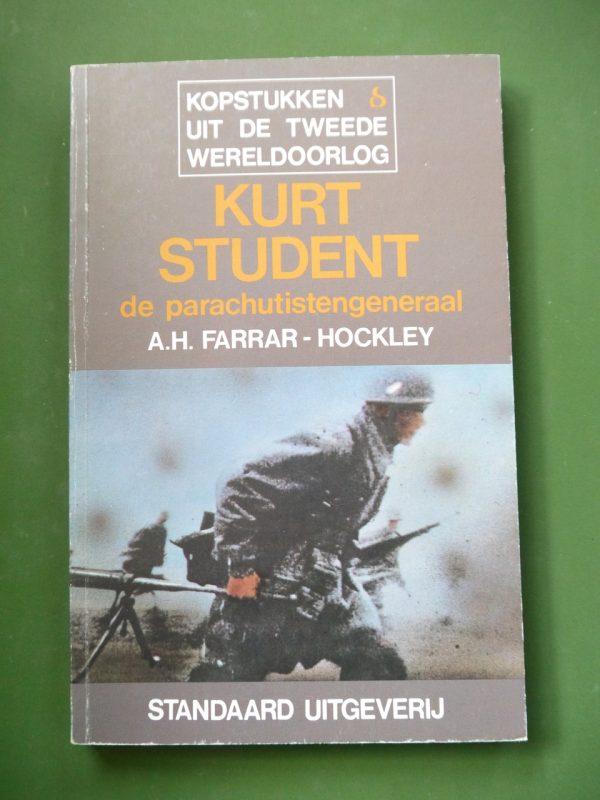 KOPSTUKKEN
UIT DE TWEEDE
WERELDOORLOG
KURT
STUDENT
de parachutistengeneraal
A.H. FARRAR-HOCKLEY
STANDAARD UITGEVERIJ